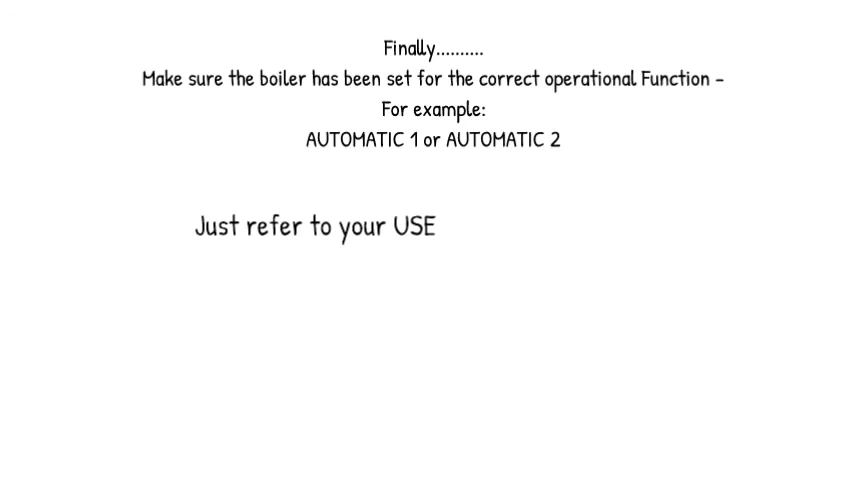 Finally..........
Make sure the boiler has been set for the correct operational Function -
For example:
AUTOMATIC 1 or AUTOMATIC 2
Just refer to your USE